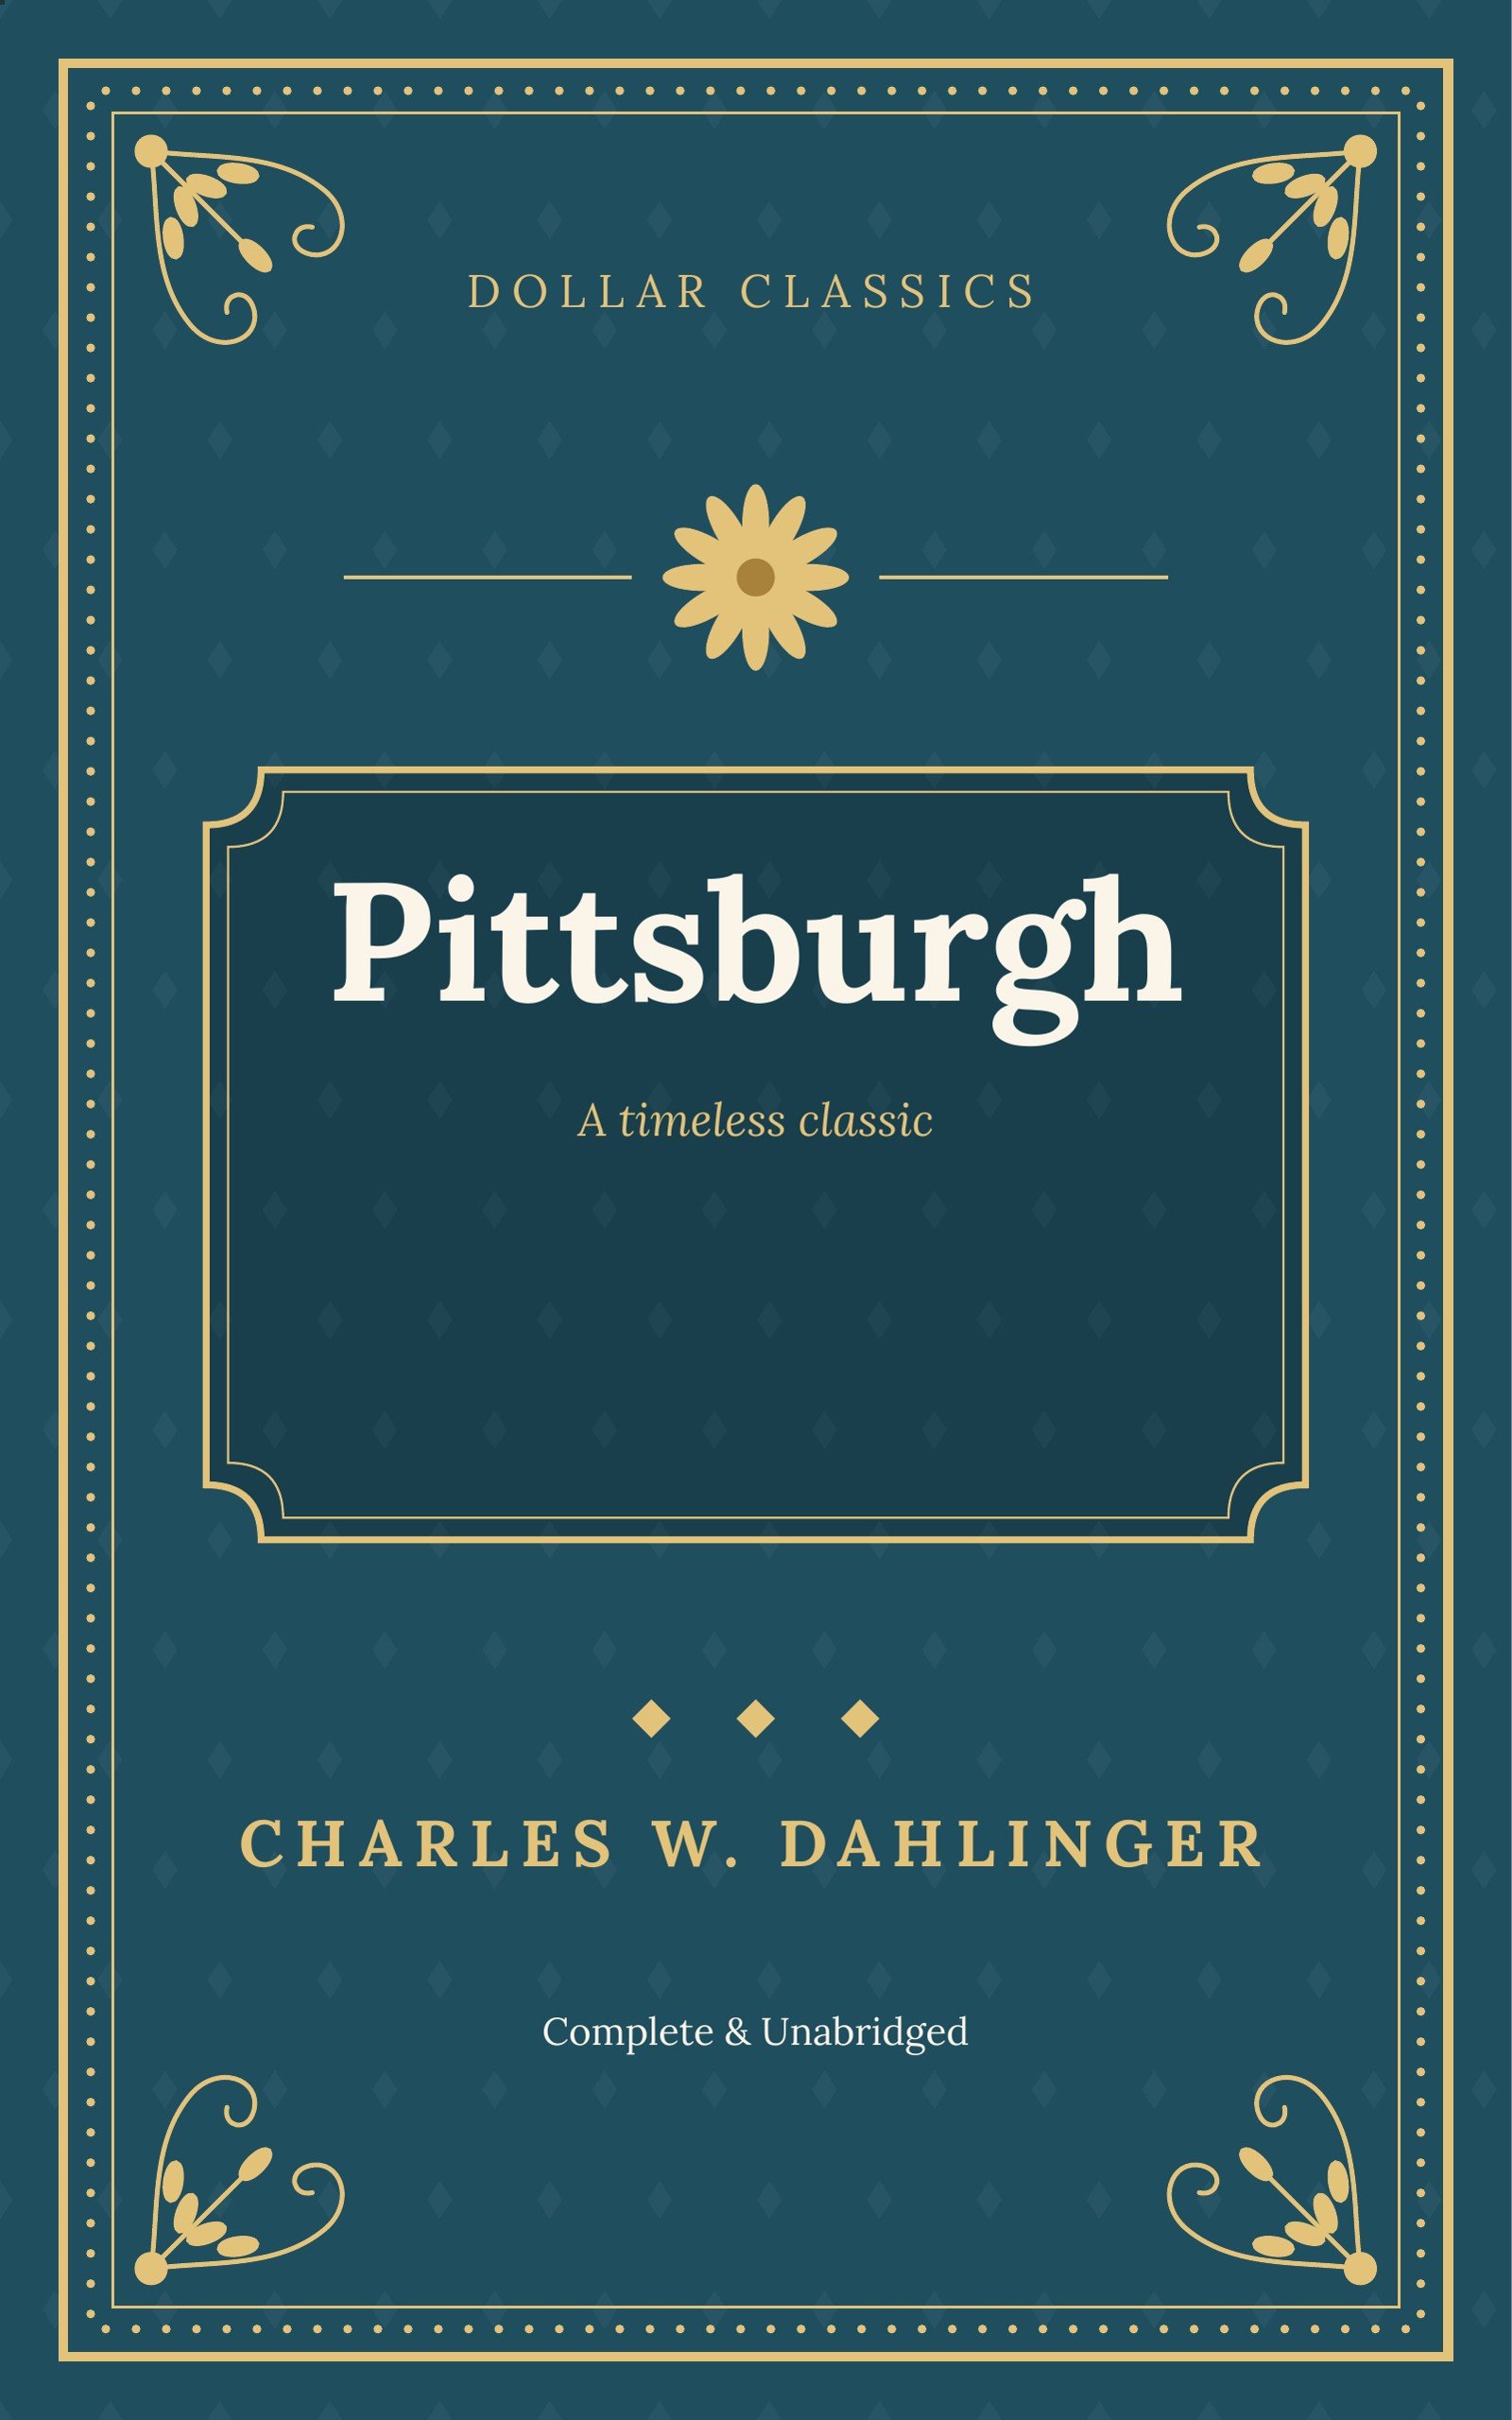 DOLLAR CLASSICS
Pittsburgh
A timeless classic
CHARLES W. DAHLINGER
Complete & Unabridged